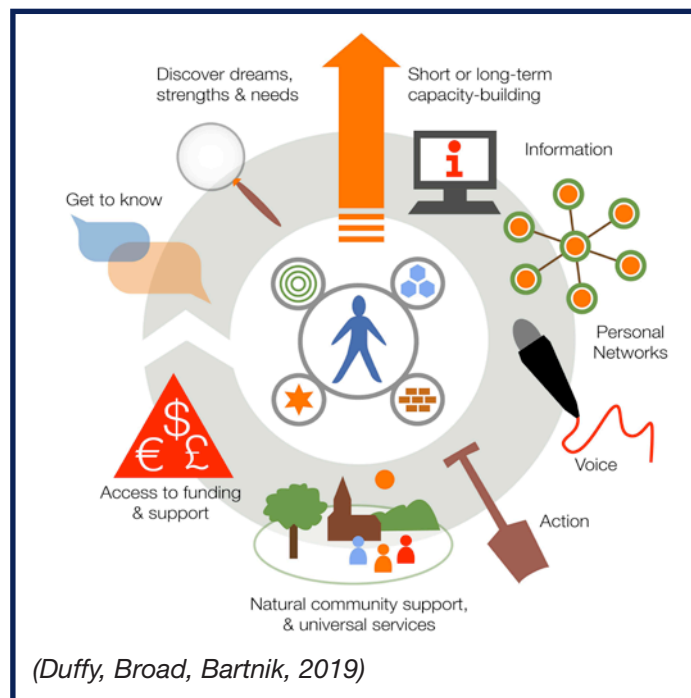 Discover dreams,
strengths & needs
Short or long-term
capacity-building
Information
Get to know
i
Personal
Networks
$
€ £
Voice
Access to funding
& support
Action
Natural community support,
& universal services
(Duffy, Broad, Bartnik, 2019)